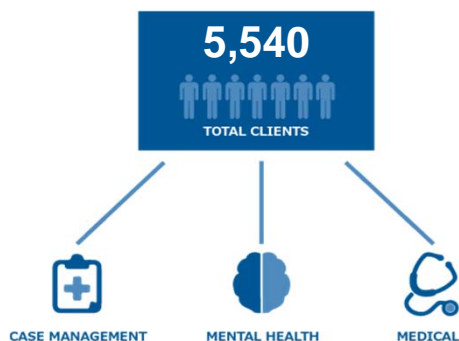 5,540
TOTAL CLIENTS
CASE MANAGEMENT
MENTAL HEALTH
MEDICAL